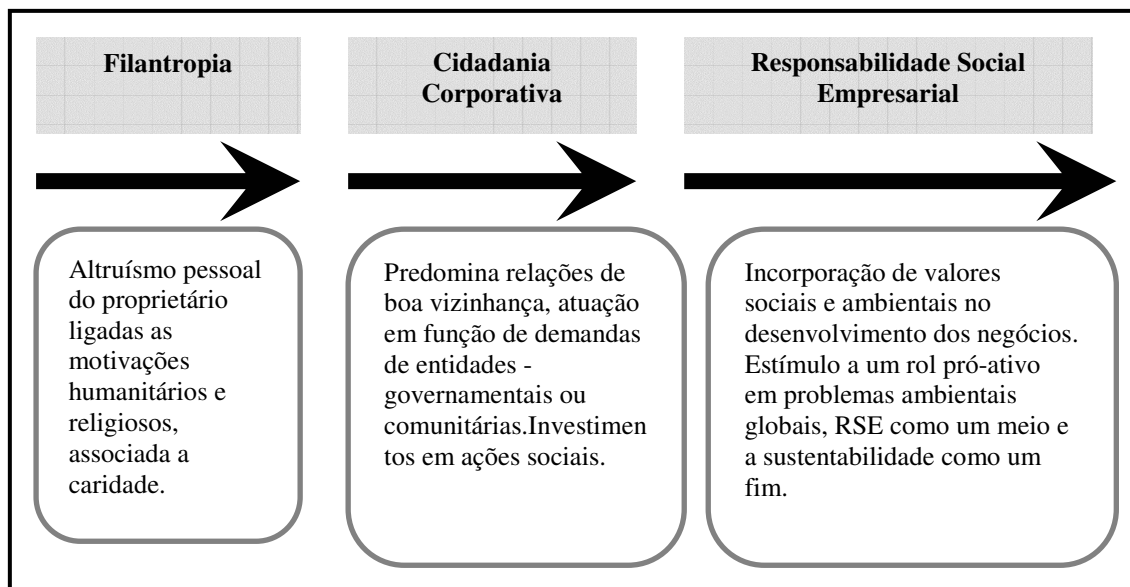 Filantropia
Altruísmo pessoal
do proprietário
ligadas as
motivações
humanitários e
religiosos,
associada a
caridade.
Cidadania
Corporativa
Predomina relações de
boa vizinhança, atuação
em função de demandas
de entidades -
governamentais ou
comunitárias.Investimen
tos em ações sociais.
Responsabilidade Social
Empresarial
Incorporação de valores
sociais e ambientais no
desenvolvimento dos negócios.
Estímulo a um rol pró-ativo
em problemas ambientais
globais, RSE como um meio e
a sustentabilidade como um
fim.